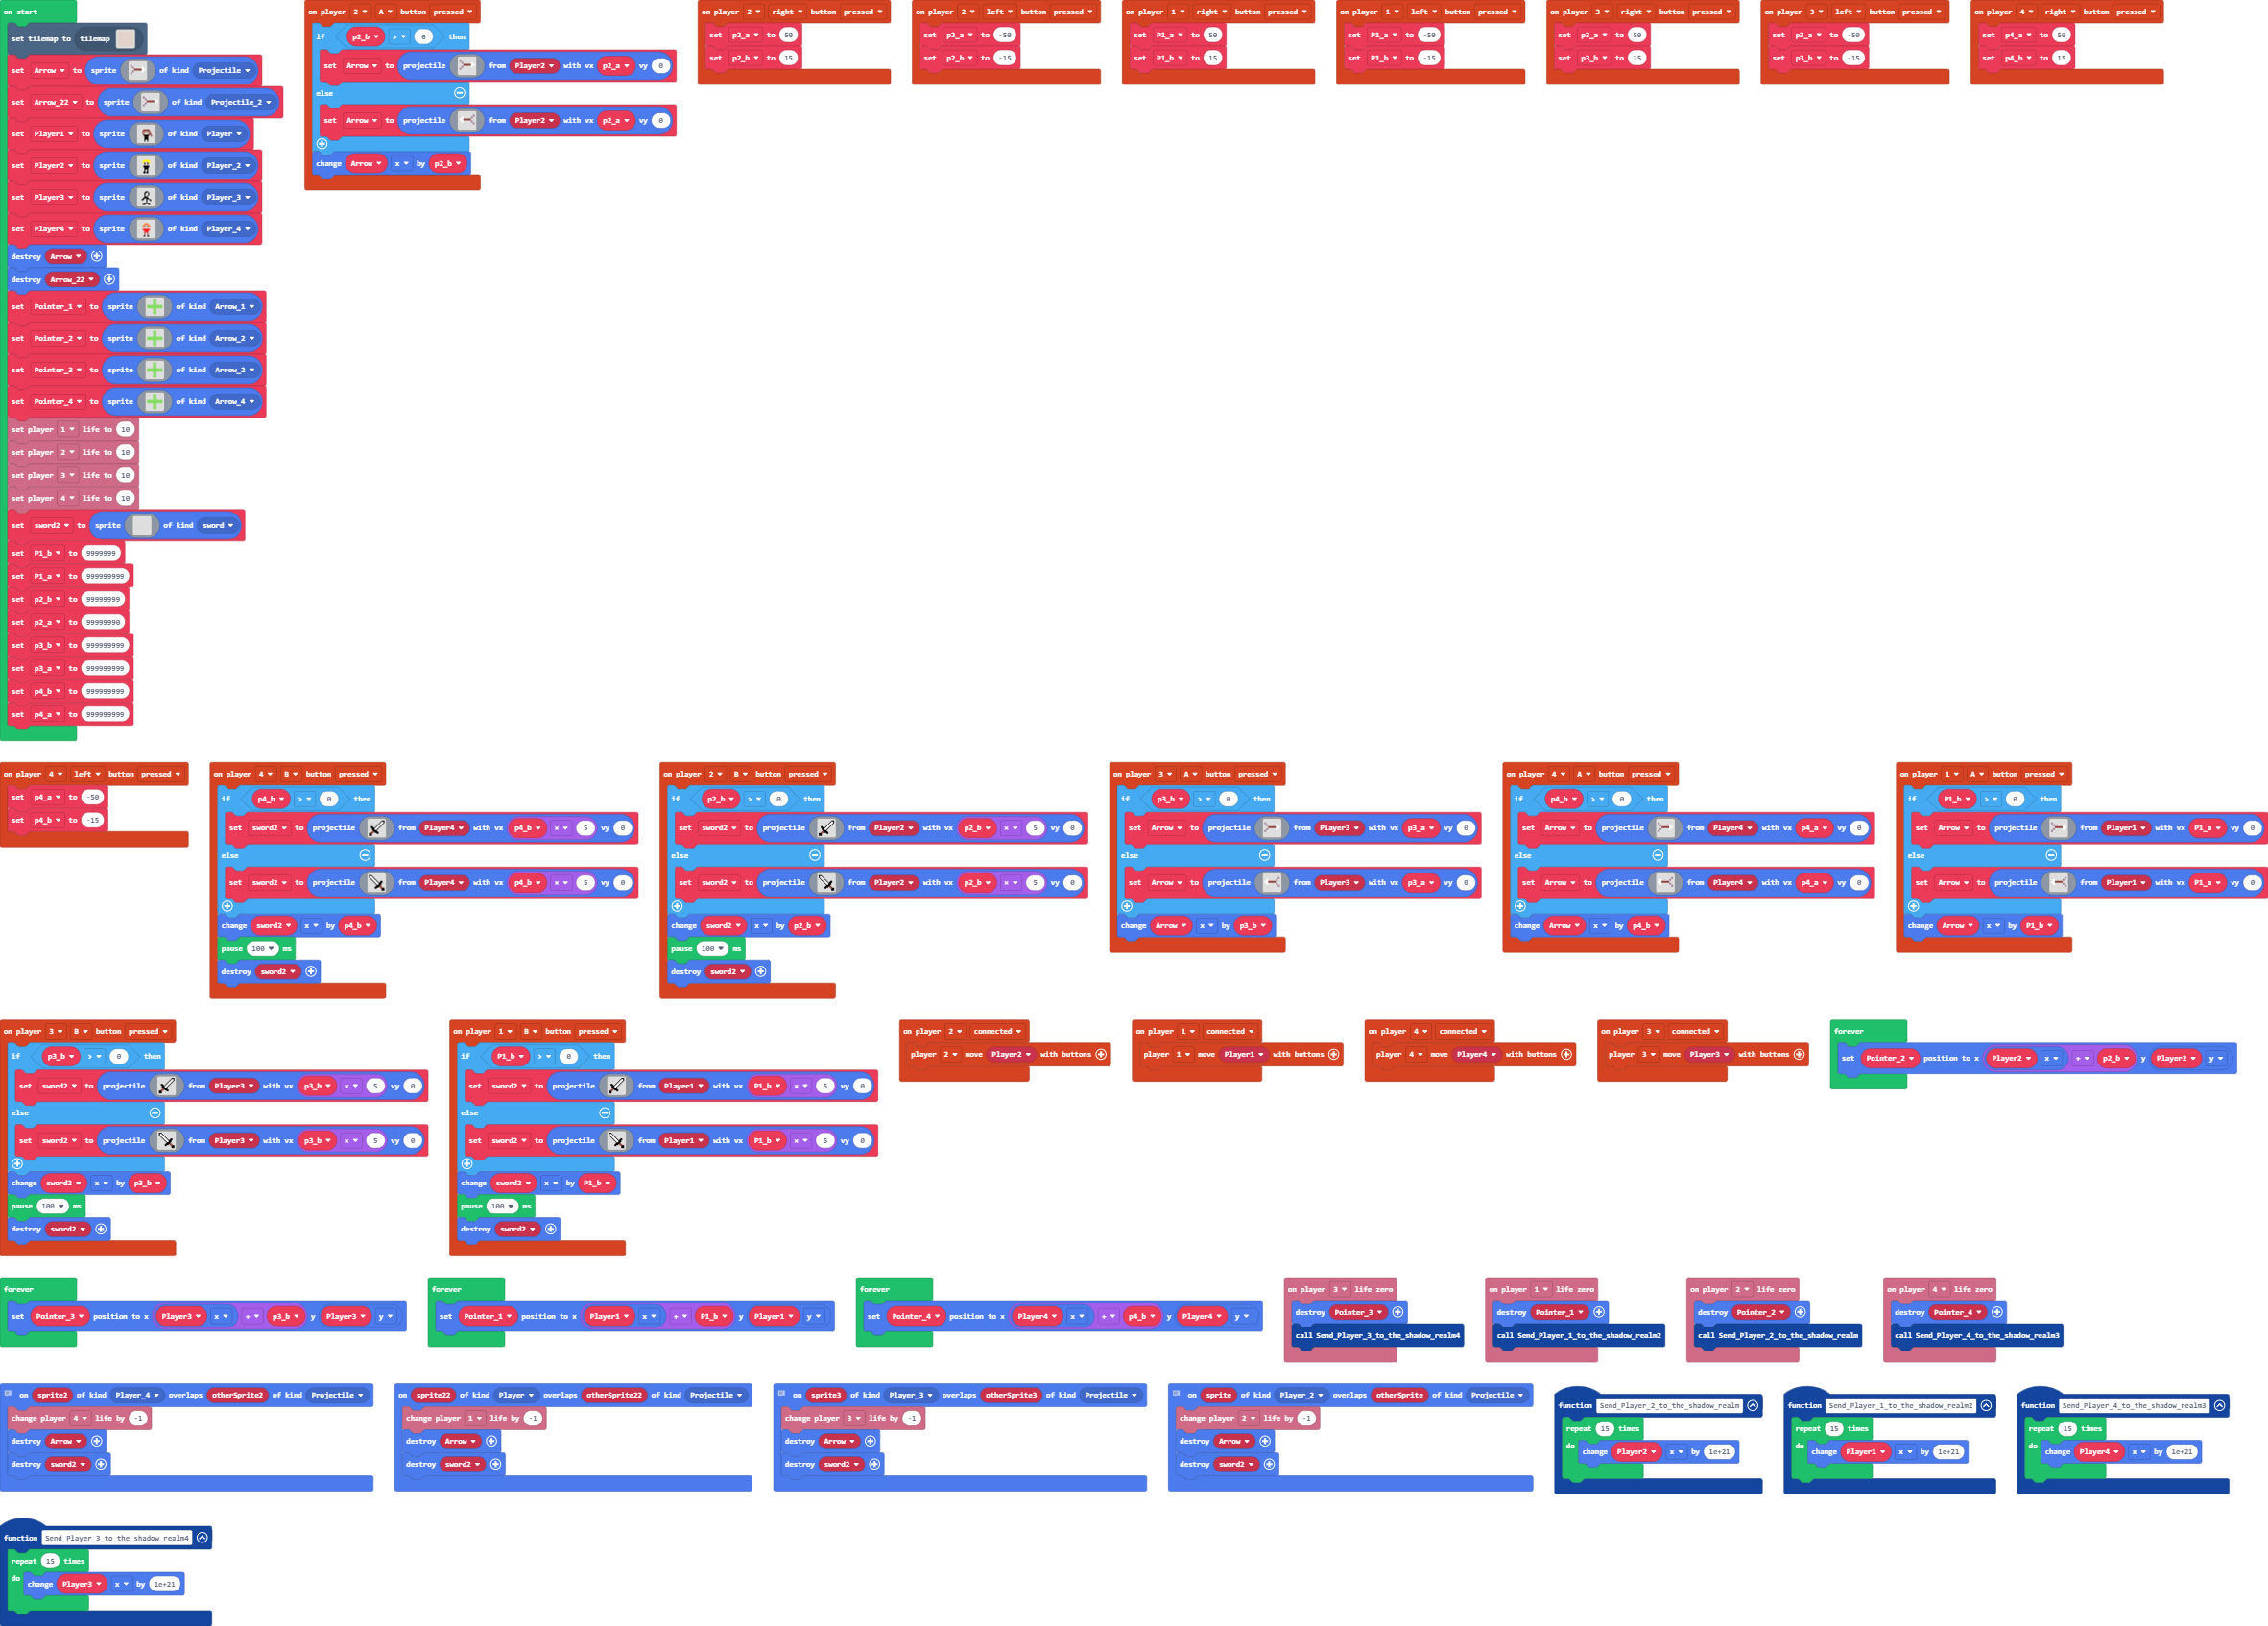 on start
set tilemap to tilemap
set Arrow to sprite of kind Projectile
set Arrow_22 to sprite of kind Projectile_2
set Player1 to sprite of kind Player
set Player2 to sprite of kind Player_2
set Player3 to sprite of kind Player_3
set Player4 to sprite of kind Player_4
destroy Arrow
destroy Arrow_22
set Pointer_1 to sprite of kind Arrow_1
set Pointer_2 to sprite of kind Arrow_2
set Pointer_3 to sprite of kind Arrow_2
set Pointer_4 to sprite of kind Arrow_4
set player 1 life to 10
set player 2 life to 10
set player 3 life to 10
set player 4 life to 10
set sword2 to sprite of kind sword
set P1_b to 9999999
set P1_a to 999999999
set p2_b to 99999999
set p2_a to 99999990
set p3_b to 999999999
set p3_a to 999999999
set p4_b to 999999999
set p4_a to 999999999
on player 2 A button pressed
if p2_b > 0 then
set Arrow to projectile from Player2 with vx p2_a vy 0
else
set Arrow to projectile from Player2 with vx p2_a vy 0
change Arrow x by p2_b
on player 2 right button pressed
set p2_a to 50
set p2_b to 15
on player 2 left button pressed
set p2_a to -50
set p2_b to -15
on player 1 right button pressed
set P1_a to 50
set P1_b to 15
on player 1 left button pressed
set P1_a to -50
set P1_b to -15
on player 3 right button pressed
set p3_a to 50
set p3_b to 15
on player 3 left button pressed
set p3_a to -50
set p3_b to -15
on player 4 right button pressed
set p4_a to 50
set p4_b to 15
on player 4 left button pressed
set p4_a to -50
set p4_b to -15
on player 4 B button pressed
if p4_b > 0 then
set sword2 to projectile from Player4 with vx p4_b × 5 vy 0
else
set sword2 to projectile from Player4 with vx p4_b × 5 vy 0
change sword2 x by p4_b
pause 100 ms
destroy sword2
on player 2 B button pressed
if p2_b > 0 then
set sword2 to projectile from Player2 with vx p2_b × 5 vy 0
else
set sword2 to projectile from Player2 with vx p2_b × 5 vy 0
change sword2 x by p2_b
pause 100 ms
destroy sword2
on player 3 A button pressed
if p3_b > 0 then
set Arrow to projectile from Player3 with vx p3_a vy 0
else
set Arrow to projectile from Player3 with vx p3_a vy 0
change Arrow x by p3_b
on player 4 A button pressed
if p4_b > 0 then
set Arrow to projectile from Player4 with vx p4_a vy 0
else
set Arrow to projectile from Player4 with vx p4_a vy 0
change Arrow x by p4_b
on player 1 A button pressed
if P1_b > 0 then
set Arrow to projectile from Player1 with vx P1_a vy 0
else
set Arrow to projectile from Player1 with vx P1_a vy 0
change Arrow x by P1_b
on player 3 B button pressed
if p3_b > 0 then
set sword2 to projectile from Player3 with vx p3_b × 5 vy 0
else
set sword2 to projectile from Player3 with vx p3_b × 5 vy 0
change sword2 x by p3_b
pause 100 ms
destroy sword2
on player 1 B button pressed
if P1_b > 0 then
set sword2 to projectile from Player1 with vx P1_b × 5 vy 0
else
set sword2 to projectile from Player1 with vx P1_b × 5 vy 0
change sword2 x by P1_b
pause 100 ms
destroy sword2
on player 2 connected
player 2 move Player2 with buttons
on player 1 connected
player 1 move Player1 with buttons
on player 4 connected
player 4 move Player4 with buttons
on player 3 connected
player 3 move Player3 with buttons
forever
set Pointer_2 position to x Player2 x + p2_b y Player2 y
forever
set Pointer_3 position to x Player3 x + p3_b y Player3 y
forever
set Pointer_1 position to x Player1 x + P1_b y Player1 y
forever
set Pointer_4 position to x Player4 x + p4_b y Player4 y
on player 3 life zero
destroy Pointer_3
call Send_Player_3_to_the_shadow_realm4
on player 1 life zero
destroy Pointer_1
call Send_Player_1_to_the_shadow_realm2
on player 2 life zero
destroy Pointer_2
call Send_Player_2_to_the_shadow_realm
on player 4 life zero
destroy Pointer_4
call Send_Player_4_to_the_shadow_realm3
on sprite2 of kind Player_4 overlaps otherSprite2 of kind Projectile
change player 4 life by -1
destroy Arrow
destroy sword2
on sprite22 of kind Player overlaps otherSprite22 of kind Projectile
change player 1 life by -1
destroy Arrow
destroy sword2
on sprite3 of kind Player_3 overlaps otherSprite3 of kind Projectile
change player 3 life by -1
destroy Arrow
destroy sword2
on sprite of kind Player_2 overlaps otherSprite of kind Projectile
change player 2 life by -1
destroy Arrow
destroy sword2
function Send_Player_2_to_the_shadow_realm
repeat 15 times
do change Player2 x by 1e+21
function Send_Player_1_to_the_shadow_realm2
repeat 15 times
do change Player1 x by 1e+21
function Send_Player_4_to_the_shadow_realm3
repeat 15 times
do change Player4 x by 1e+21
function Send_Player_3_to_the_shadow_realm4
repeat 15 times
do change Player3 x by 1e+21